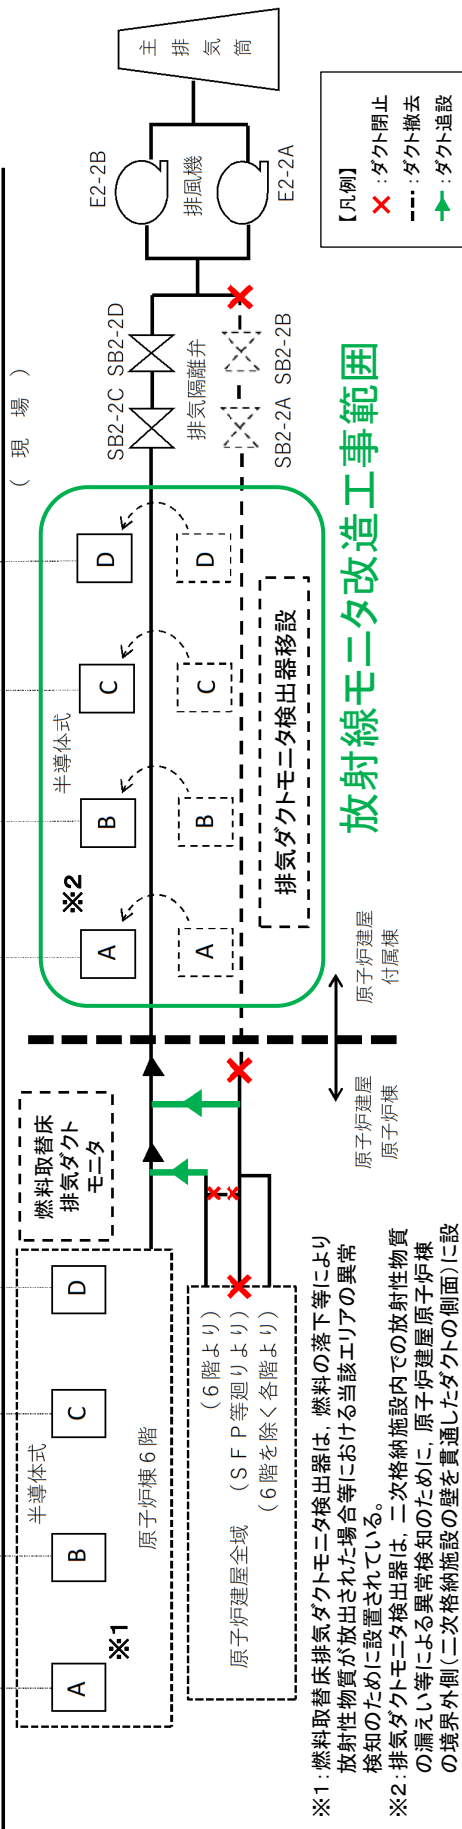 (現場)
主排気筒
E2-2B
排風機
E2-2A
SB2-2C SB2-2D
排気隔離弁
SB2-2A SB2-2B
【凡例】
×:ダクト閉止
---:ダクト撤去
:ダクト追設
※2
半導体式
A
B
C
D
A
B
C
D
排気ダクトモニタ検出器移設
放射線モニタ改造工事範囲
原子炉建屋
付属棟
原子炉建屋
原子炉棟
燃料取替床
排気ダクト
モニタ
半導体式
A
B
C
D
※1
原子炉棟6階
(6階より)
原子炉建屋全域 (SFP等廻りより)
(6階を除く各階より)
※1:燃料取替床排気ダクトモニタ検出器は,燃料の落下等により
放射性物質が放出された場合等における当該エリアの異常
検知のために設置されている。
※2:排気ダクトモニタ検出器は,二次格納施設内での放射性物質
の漏えい等による異常検知のために,原子炉建屋原子炉棟
の境界外側(二次格納施設の壁を貫通したダクトの側面)に設